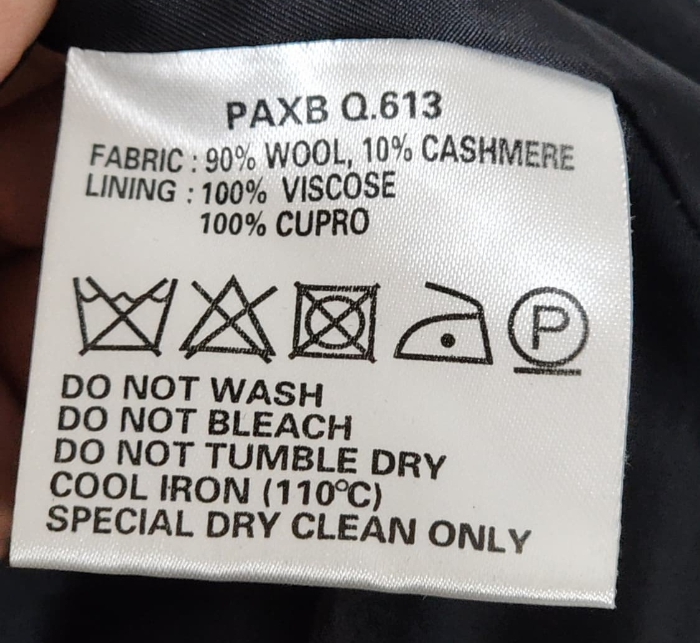 PAXB Q.613
FABRIC : 90% WOOL, 10% CASHMERE
LINING : 100% VISCOSE
100% CUPRO
P
DO NOT WASH
DO NOT BLEACH
DO NOT TUMBLE DRY
COOL IRON (110ºC)
SPECIAL DRY CLEAN ONLY